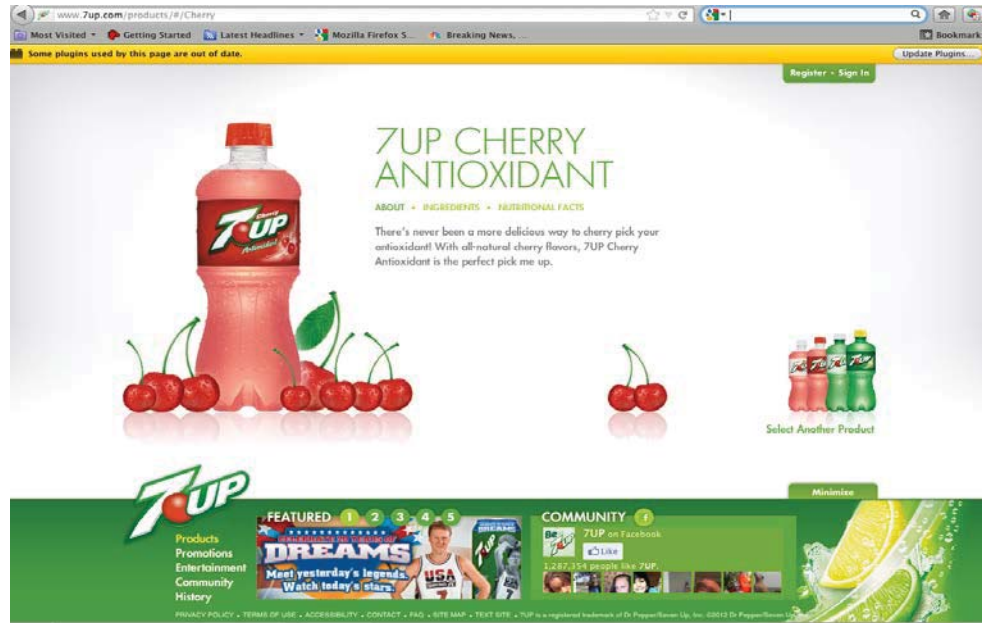 www.7up.com/products/#/Cherry
Most Visited Getting Started Latest Headlines Mozilla Firefox S... Breaking News, ... Bookmark
Some plugins used by this page are out of date. Update Plugins...
Register • Sign In
7UP CHERRY
ANTIOXIDANT
ABOUT • INGREDIENTS • NUTRITIONAL FACTS
There's never been a more delicious way to cherry pick your
antioxidant! With all-natural cherry flavors, 7UP Cherry
Antioxidant is the perfect pick me up.
Cherry
7UP
Antioxidant
Select Another Product
Minimize
7UP
Products
Promotions
Entertainment
Community
History
FEATURED 1 2 3 4 5
DREAMS
Meet yesterday's legends.
Watch today's stars.
USA
DREAMS
7UP
COMMUNITY f
Be
7UP
7UP on Facebook
Like
1,287,354 people like 7UP.
PRIVACY POLICY • TERMS OF USE • ACCESSIBILITY • CONTACT • FAQ • SITE MAP • TEXT SITE • 7UP is a registered trademark of Dr Pepper/Seven Up, Inc. ©2012 Dr Pepper/Seven Up